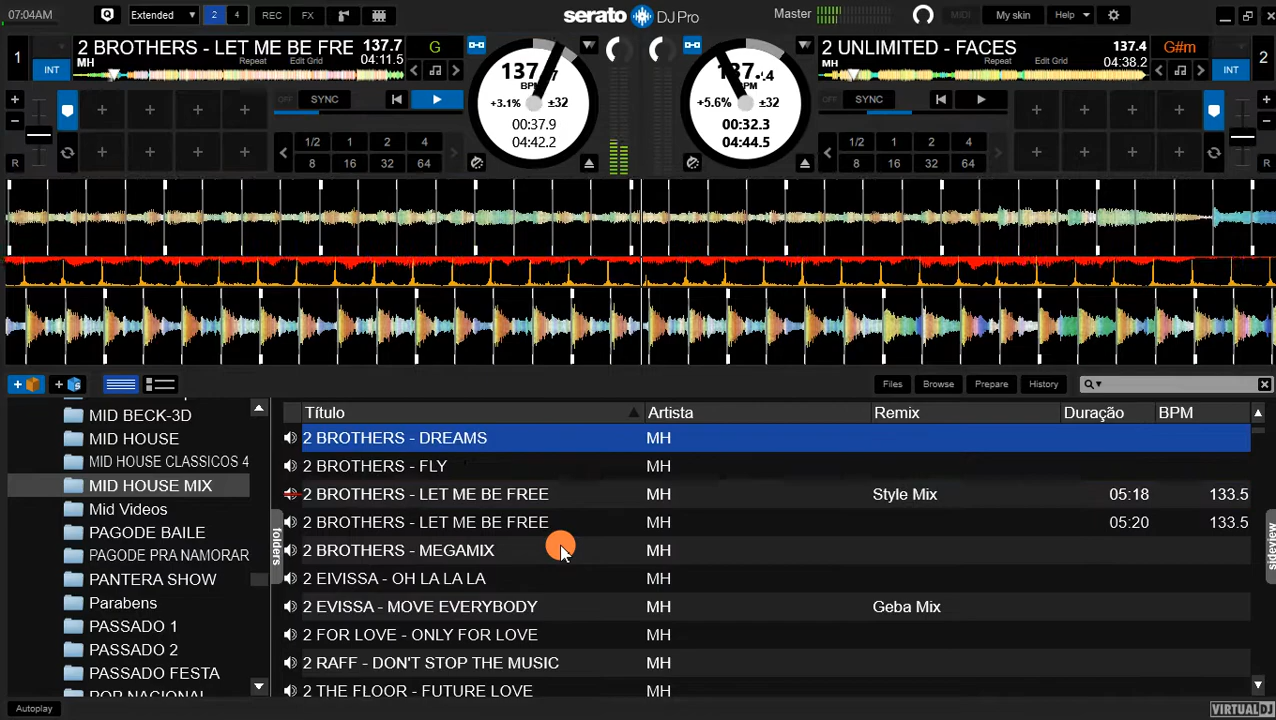 07:04AM Extended 2 4 REC FX serato DJ Pro Master MIDI My skin Help
1 2 BROTHERS - LET ME BE FRE 137.7 G
MH Repeat Edit Grid 04:11.5
INT
2 UNLIMITED - FACES 137.4 G#m 2
MH Repeat Edit Grid 04:38.2
INT
BPM
+3.1% ±32
00:37.9
04:42.2
BPM
+5.6% ±32
00:32.3
04:44.5
OFF SYNC
OFF SYNC
1/2 1 2 4
8 16 32 64
1/2 1 2 4
8 16 32 64
R
R
Files Browse Prepare History
Título Artista Remix Duração BPM
MID BECK-3D
MID HOUSE
MID HOUSE CLASSICOS 4
MID HOUSE MIX
Mid Videos
PAGODE BAILE
PAGODE PRA NAMORAR
PANTERA SHOW
Parabens
PASSADO 1
PASSADO 2
PASSADO FESTA
POP NACIONAL
folders
2 BROTHERS - DREAMS MH
2 BROTHERS - FLY MH
2 BROTHERS - LET ME BE FREE MH Style Mix 05:18 133.5
2 BROTHERS - LET ME BE FREE MH 05:20 133.5
2 BROTHERS - MEGAMIX MH
2 EIVISSA - OH LA LA LA MH
2 EVISSA - MOVE EVERYBODY MH Geba Mix
2 FOR LOVE - ONLY FOR LOVE MH
2 RAFF - DON'T STOP THE MUSIC MH
2 THE FLOOR - FUTURE LOVE MH
sideview
Autoplay
VIRTUALDJ